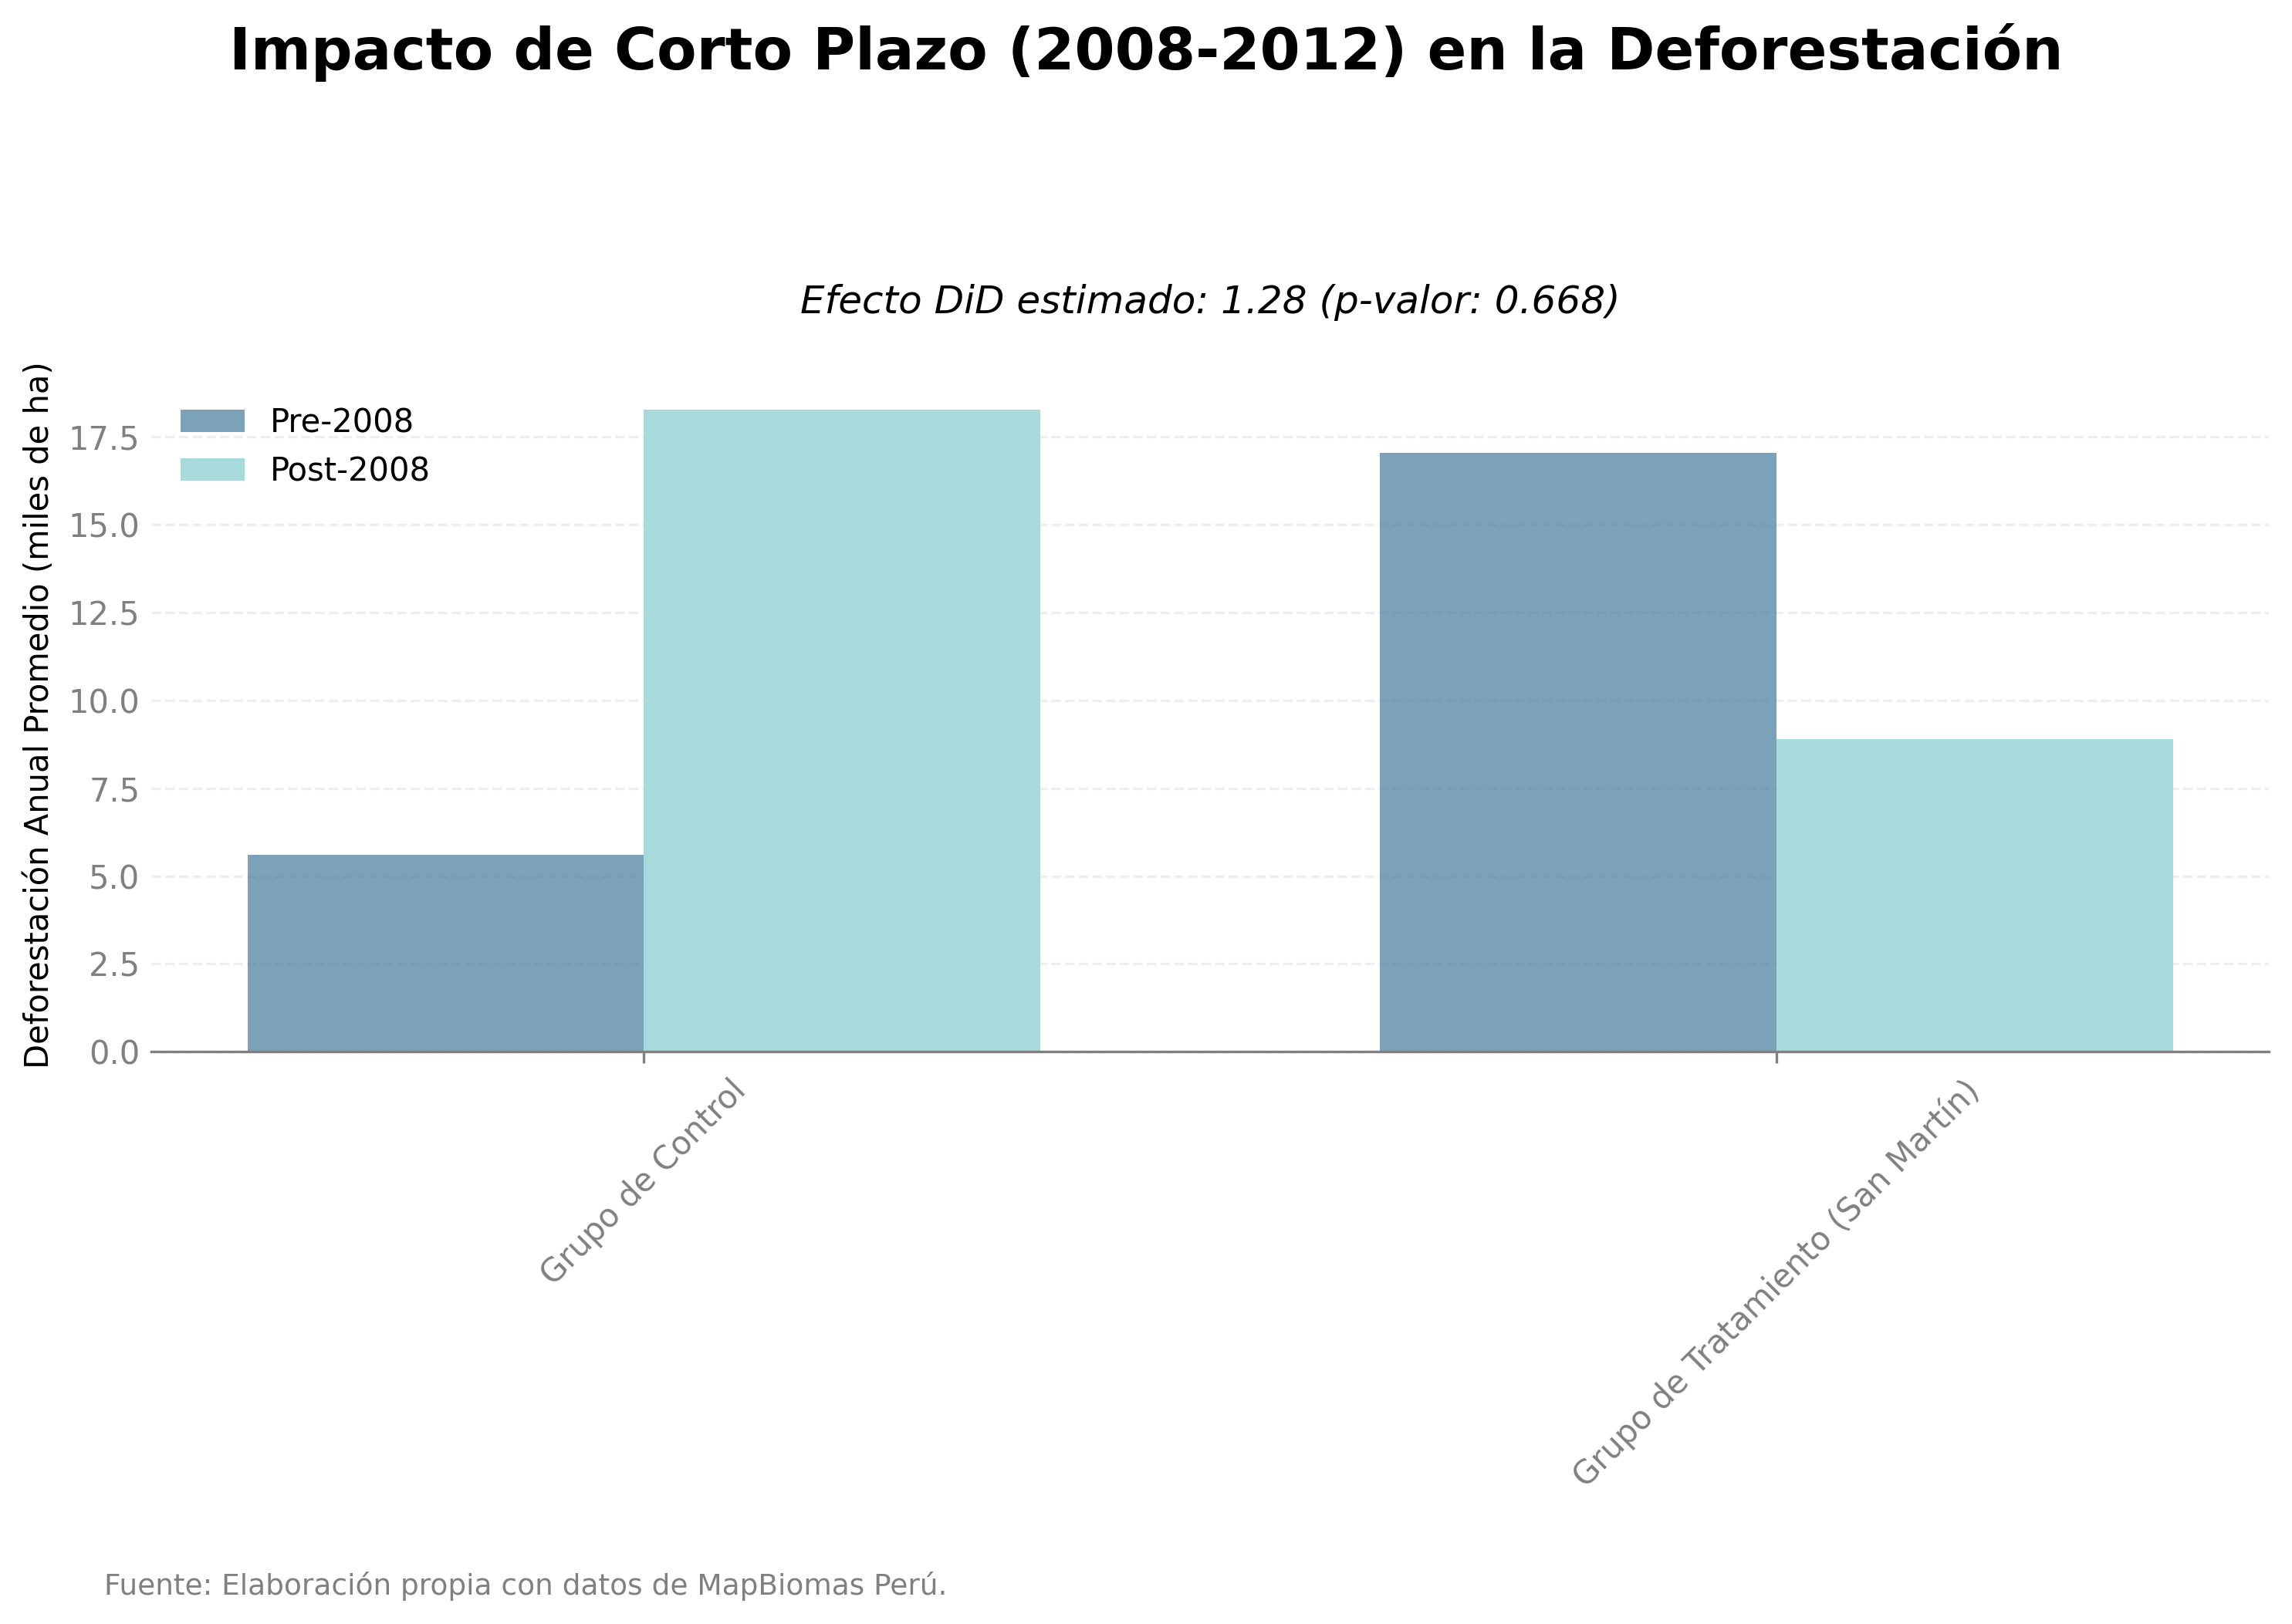 Impacto de Corto Plazo (2008-2012) en la Deforestación
Efecto DiD estimado: 1.28 (p-valor: 0.668)
Deforestación Anual Promedio (miles de ha)
Pre-2008
Post-2008
17.5
15.0
12.5
10.0
7.5
5.0
2.5
0.0
Grupo de Control
Grupo de Tratamiento (San Martín)
Fuente: Elaboración propia con datos de MapBiomas Perú.